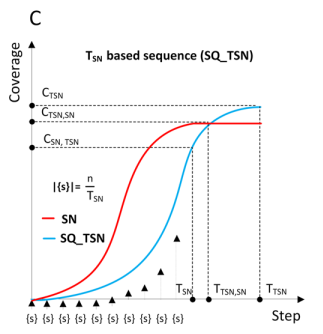 C
T_SN based sequence (SQ_TSN)
Coverage
C_TSN
C_TSN,SN
C_SN, TSN
|{s}|= n/T_SN
SN
SQ_TSN
T_SN T_TSN,SN T_TSN
Step
{s} {s} {s} {s} {s} {s} {s} {s} {s} {s}